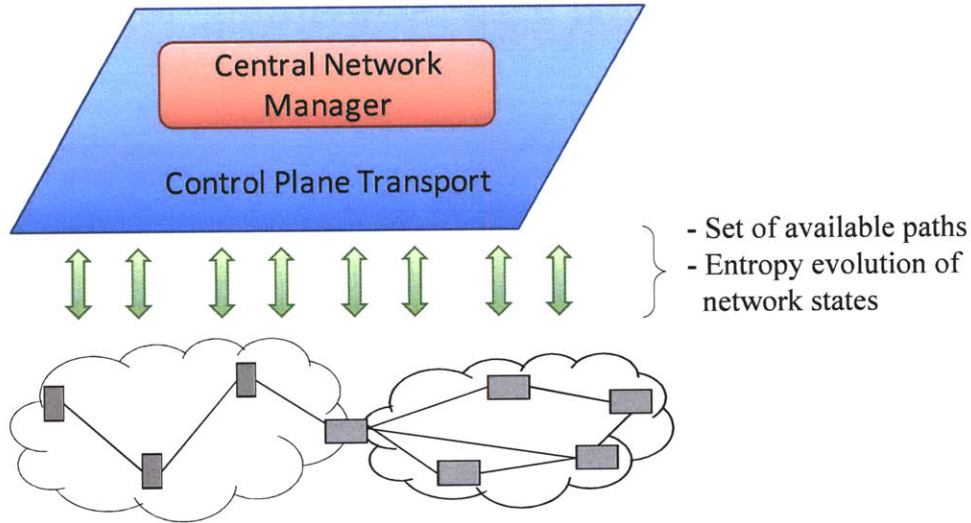 Central Network
Manager
Control Plane Transport
- Set of available paths
- Entropy evolution of
network states